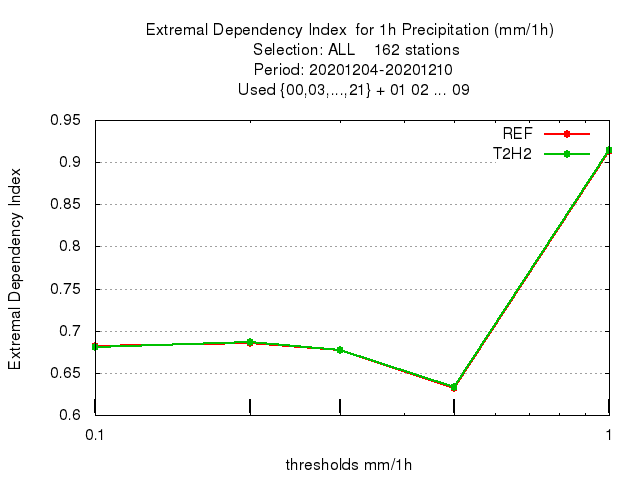 Extremal Dependency Index  for 1h Precipitation (mm/1h)
Selection: ALL    162 stations
Period: 20201204-20201210
Used {00,03,...,21} + 01 02 ... 09
REF
T2H2
Extremal Dependency Index
0.95
0.9
0.85
0.8
0.75
0.7
0.65
0.6
0.1
1
thresholds mm/1h